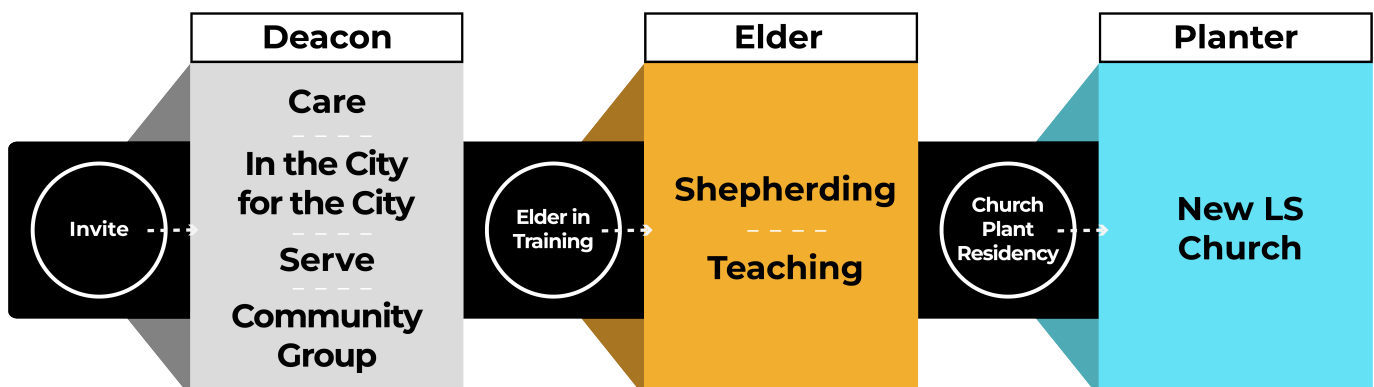 Deacon
Elder
Planter
Invite
Care
In the City
for the City
Serve
Community
Group
Elder in
Training
Shepherding
Teaching
Church
Plant
Residency
New LS
Church